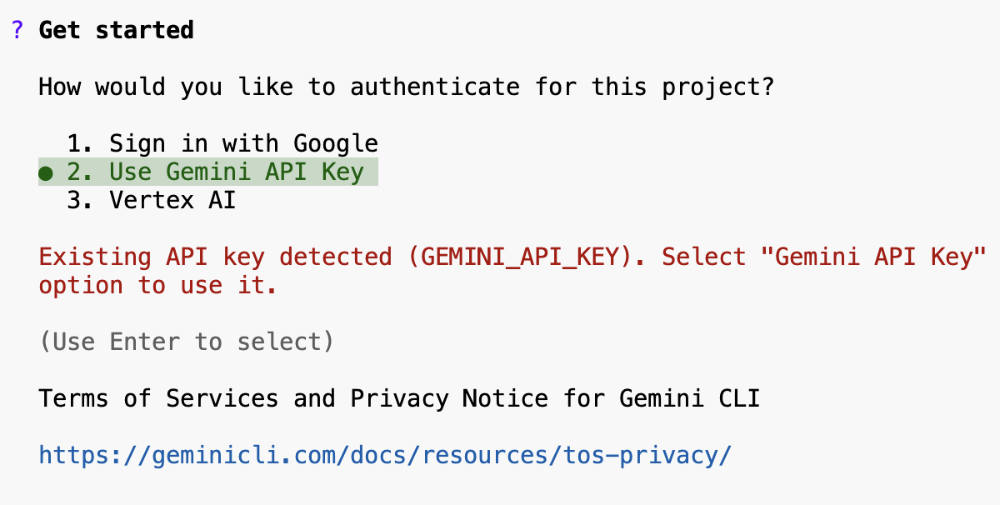 ? Get started
How would you like to authenticate for this project?
1. Sign in with Google
● 2. Use Gemini API Key
3. Vertex AI
Existing API key detected (GEMINI_API_KEY). Select "Gemini API Key"
option to use it.
(Use Enter to select)
Terms of Services and Privacy Notice for Gemini CLI
https://geminicli.com/docs/resources/tos-privacy/